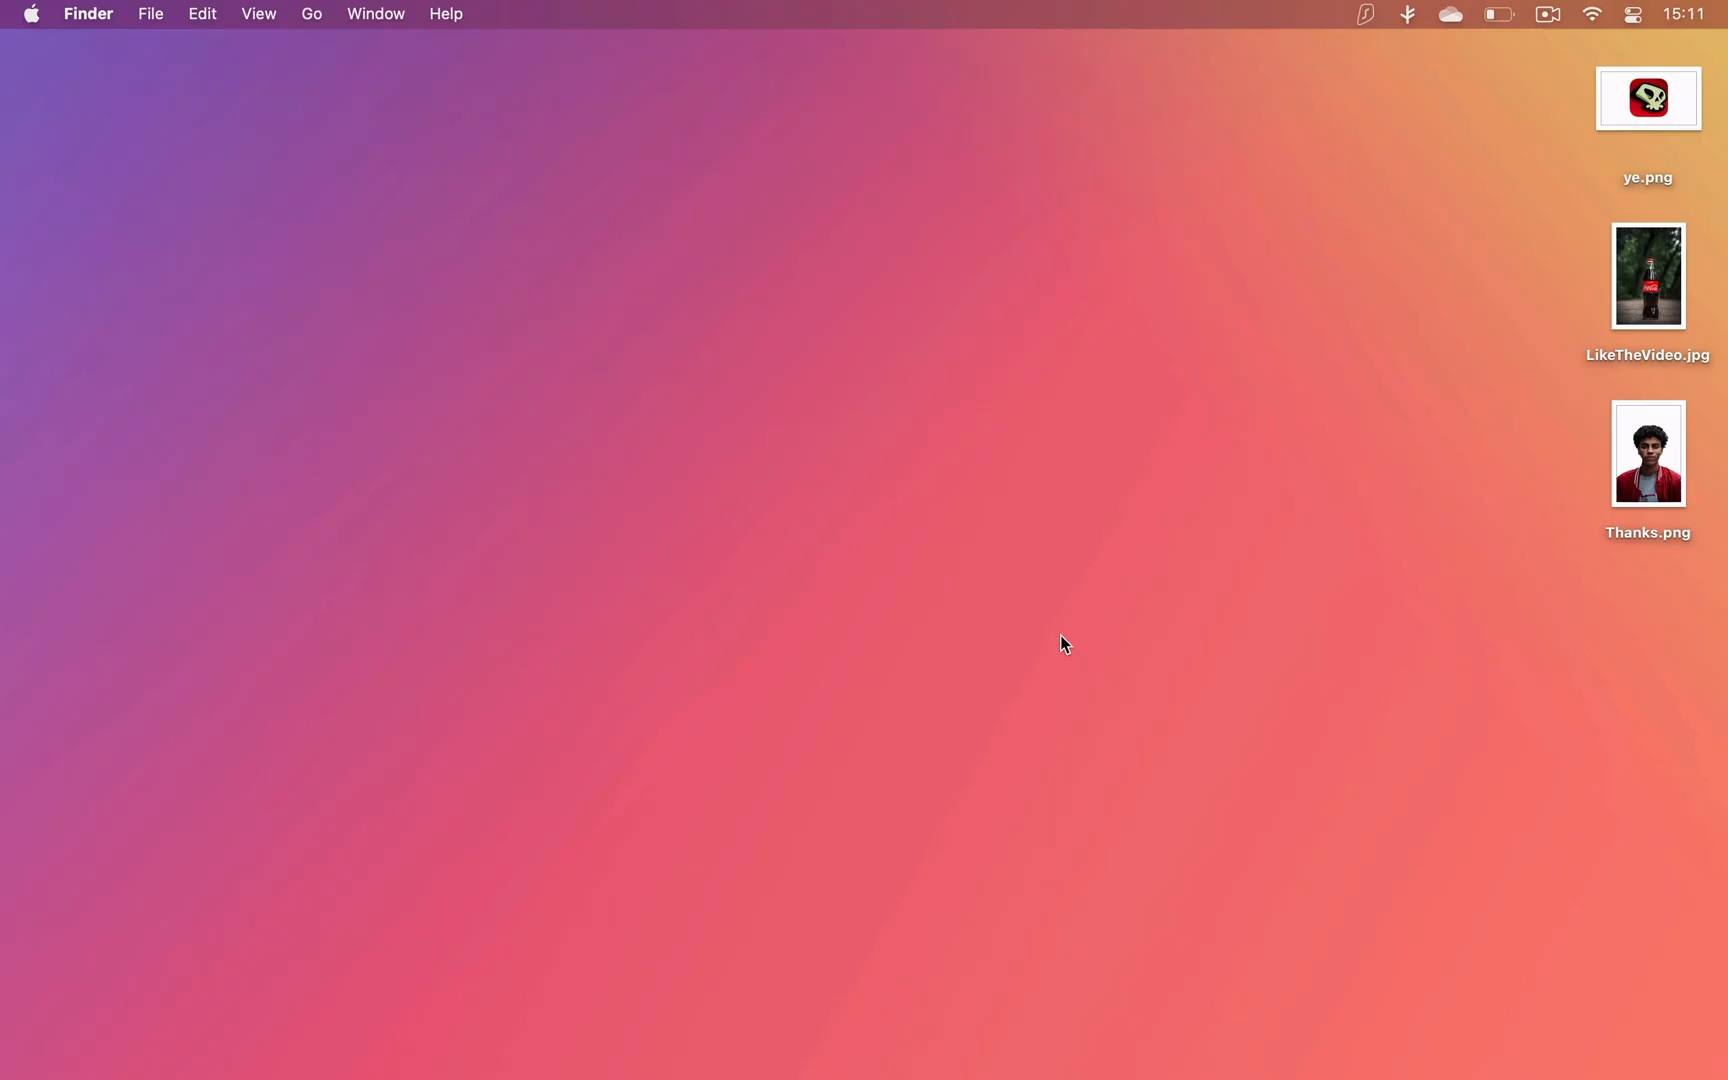 Finder File Edit View Go Window Help 15:11
ye.png
LikeTheVideo.jpg
Thanks.png